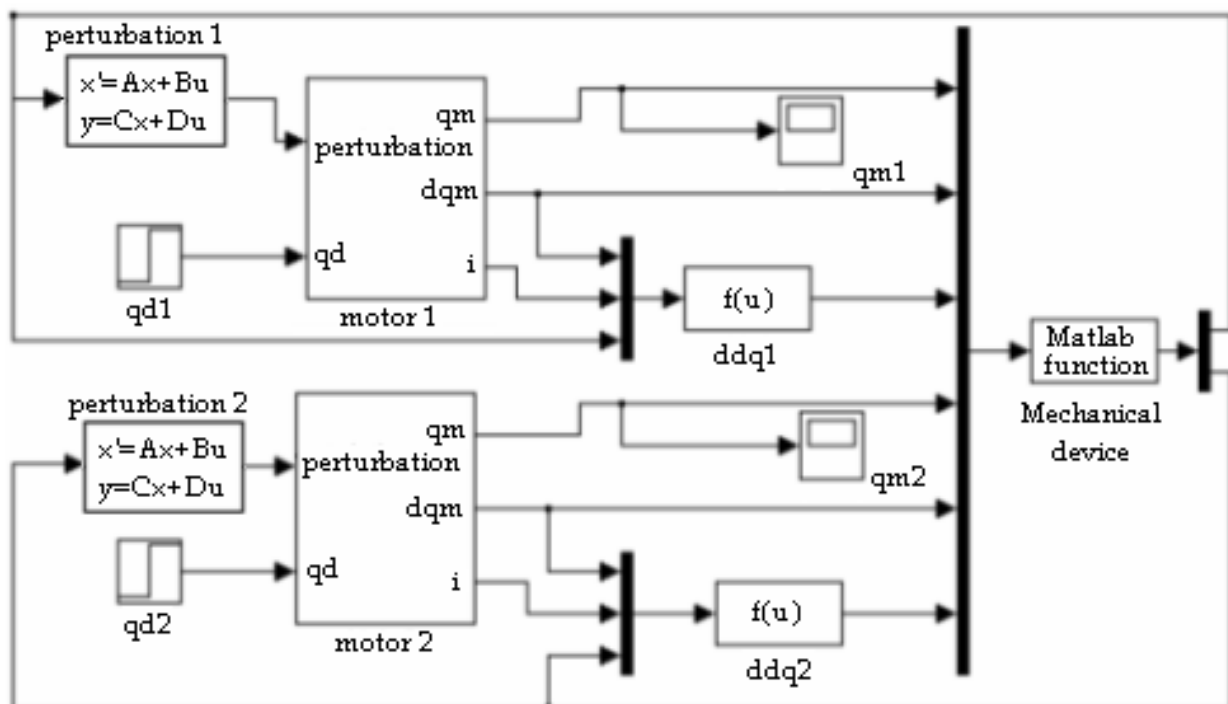 perturbation 1
x'=Ax+Bu
y=Cx+Du
qm
perturbation
dqm
qd
i
motor 1
qd1
qm1
f(u)
ddq1
Matlab
function
Mechanical
device
perturbation 2
x'=Ax+Bu
y=Cx+Du
qm
perturbation
dqm
qd
i
motor 2
qd2
qm2
f(u)
ddq2